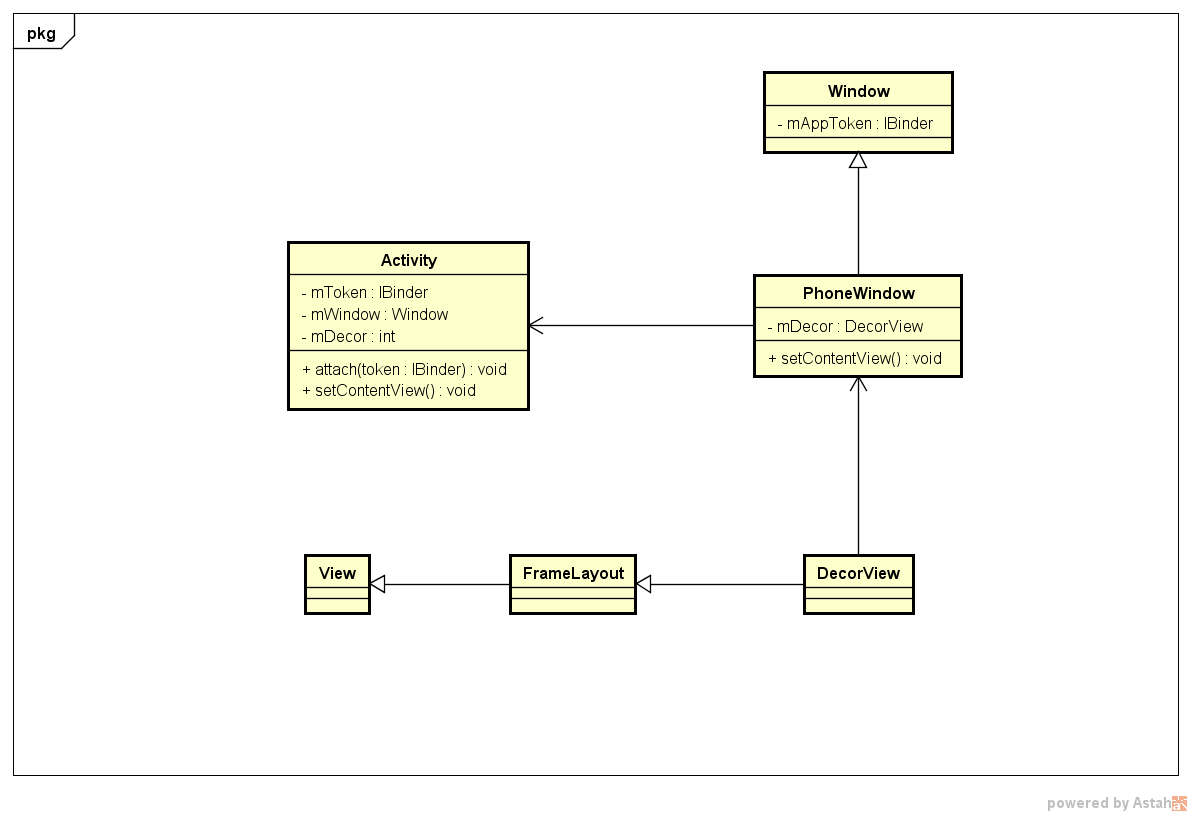 pkg
Window
- mAppToken : IBinder
Activity
- mToken : IBinder
- mWindow : Window
- mDecor : int
+ attach(token : IBinder) : void
+ setContentView() : void
PhoneWindow
- mDecor : DecorView
+ setContentView() : void
View
FrameLayout
DecorView
powered by Astah